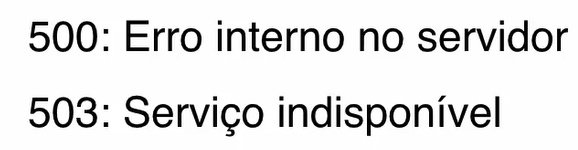 500: Erro interno no servidor
503: Serviço indisponível